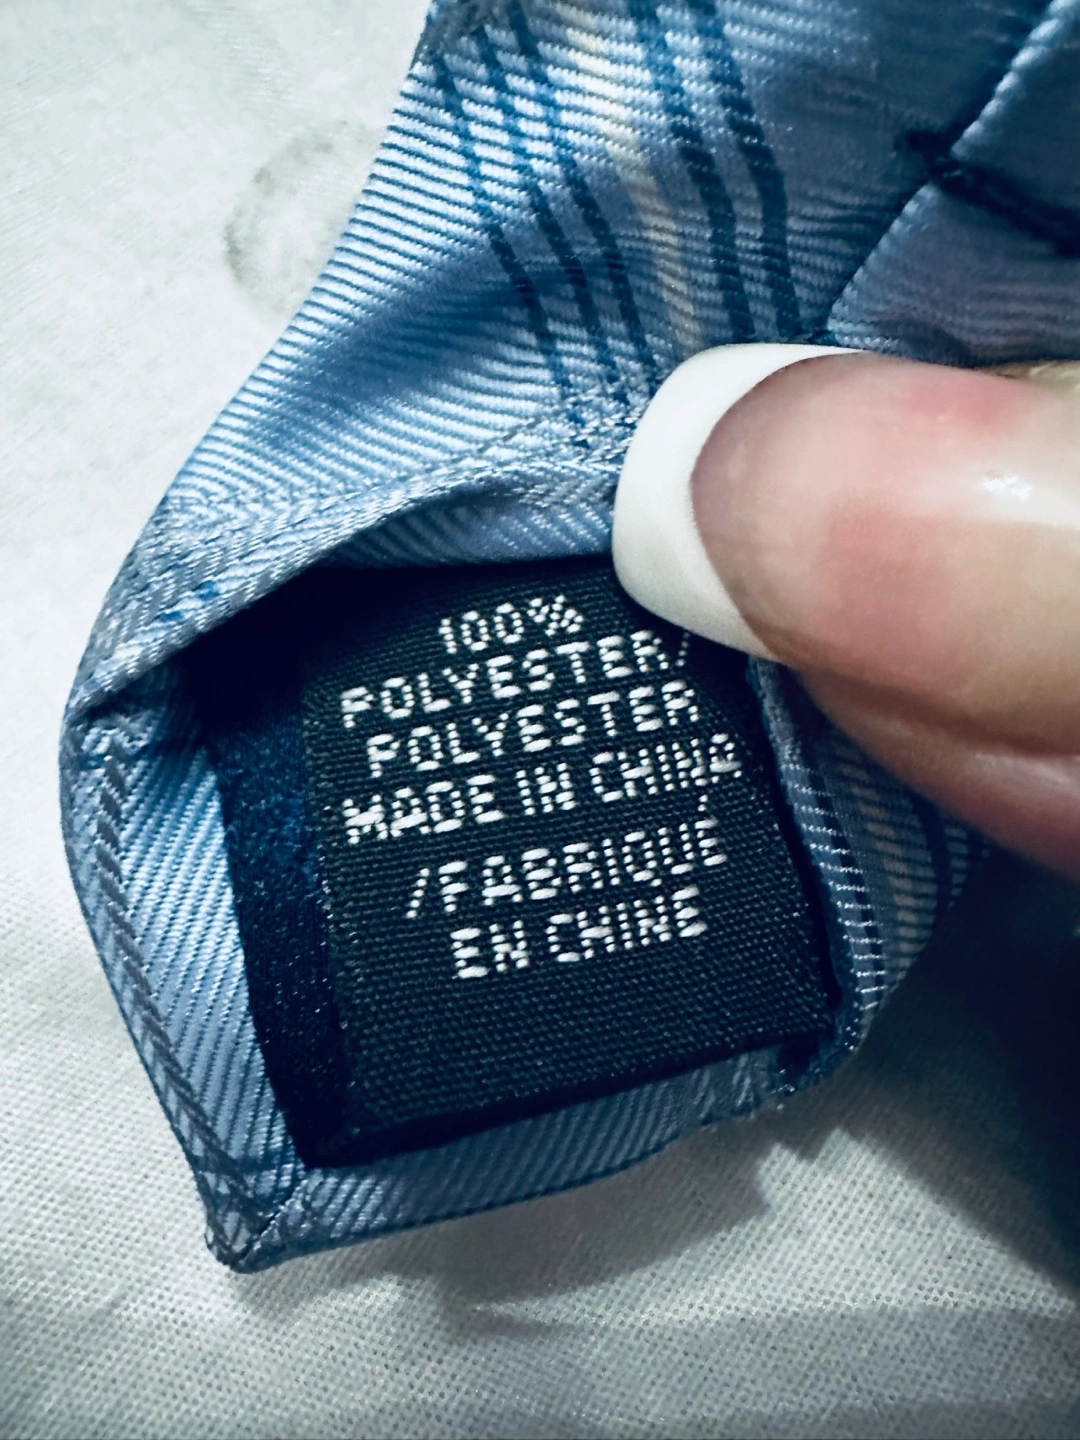 100%
POLYESTER/
POLYESTER
MADE IN CHINA
/FABRIQUÉ
EN CHINE